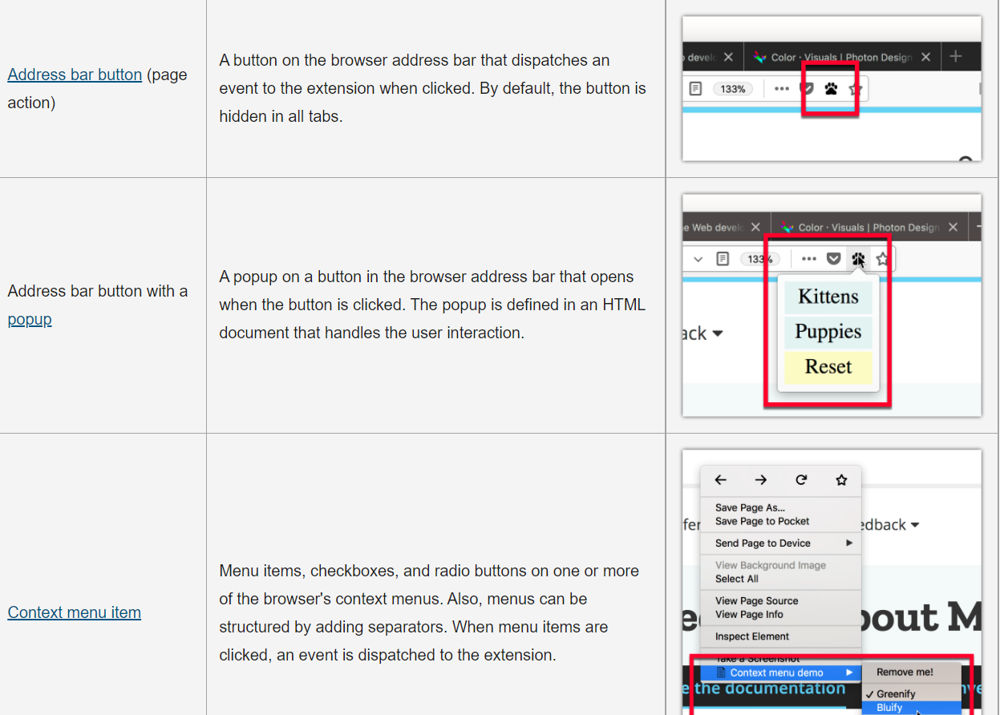 Address bar button (page
action)
A button on the browser address bar that dispatches an
event to the extension when clicked. By default, the button is
hidden in all tabs.
develo
Color · Visuals | Photon Design
133%
Address bar button with a
popup
A popup on a button in the browser address bar that opens
when the button is clicked. The popup is defined in an HTML
document that handles the user interaction.
e Web develo
Color · Visuals | Photon Design
133%
ack
Kittens
Puppies
Reset
Context menu item
Menu items, checkboxes, and radio buttons on one or more
of the browser's context menus. Also, menus can be
structured by adding separators. When menu items are
clicked, an event is dispatched to the extension.
Save Page As...
Save Page to Pocket
fer
edback
Send Page to Device
View Background Image
Select All
View Page Source
View Page Info
bout M
Inspect Element
Take a Screenshot
Context menu demo
Remove me!
e the documentation
nve
Greenify
Bluify